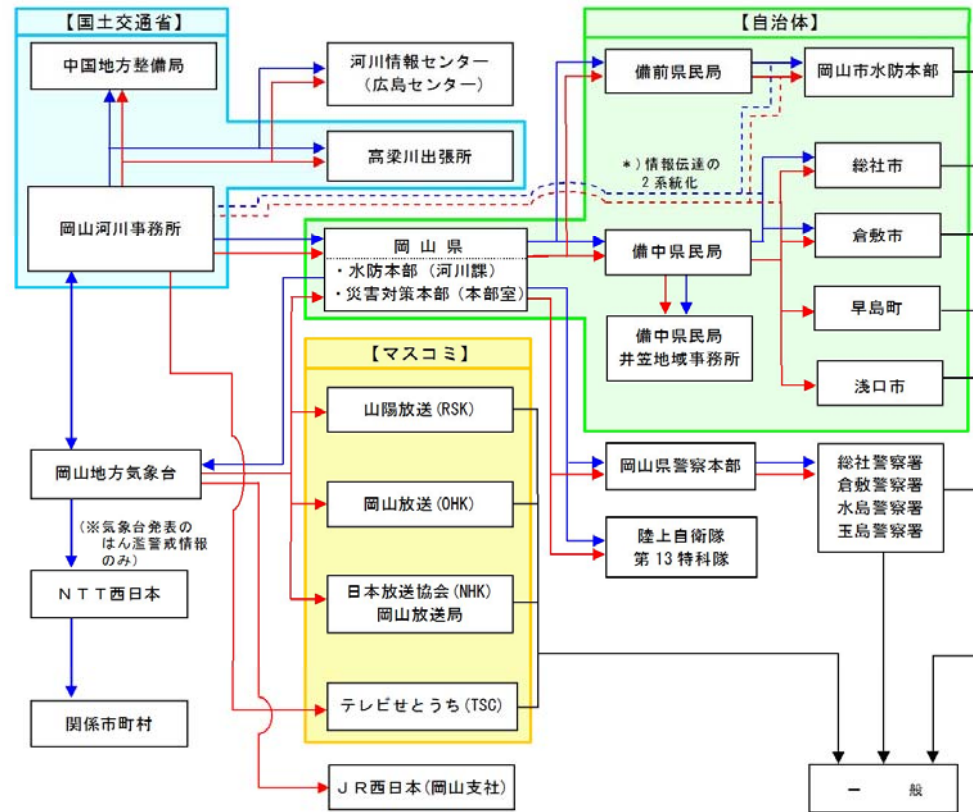 【国土交通省】
中国地方整備局
河川情報センター
(広島センター)
高梁川出張所
岡山河川事務所
【自治体】
備前県民局
岡山市水防本部
*)情報伝達の
2系統化
総社市
岡 山 県
・水防本部(河川課)
・災害対策本部(本部室)
備中県民局
倉敷市
備中県民局
井笠地域事務所
早島町
浅口市
【マスコミ】
山陽放送(RSK)
岡山放送(OHK)
日本放送協会(NHK)
岡山放送局
テレビせとうち(TSC)
岡山地方気象台
(※気象台発表の
はん濫警戒情報
のみ)
NTT西日本
関係市町村
岡山県警察本部
総社警察署
倉敷警察署
水島警察署
玉島警察署
陸上自衛隊
第13特科隊
JR西日本(岡山支社)
一 般